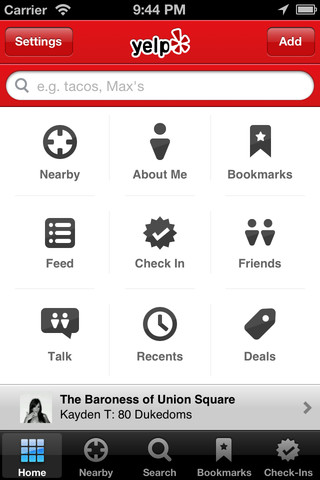 Carrier 9:44 PM
Settings yelp Add
e.g. tacos, Max's
Nearby About Me Bookmarks
Feed Check In Friends
Talk Recents Deals
The Baroness of Union Square
Kayden T: 80 Dukedoms
Home Nearby Search Bookmarks Check-Ins